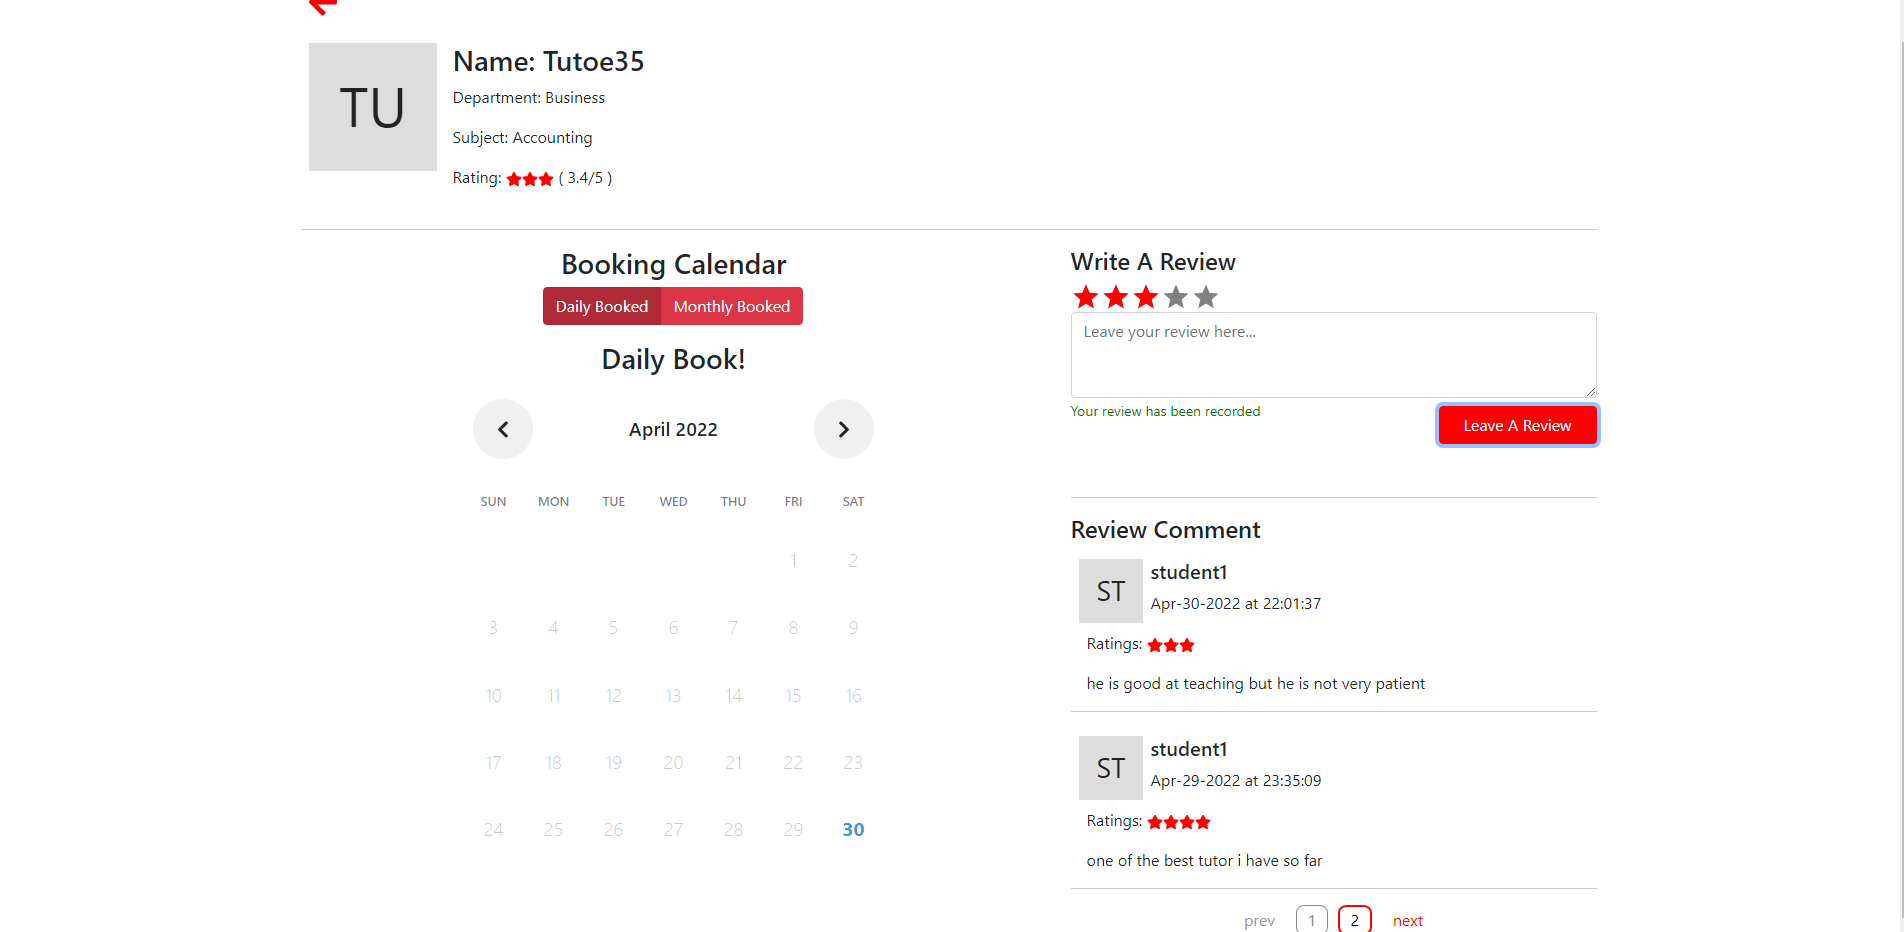 TU
Name: Tutoe35
Department: Business
Subject: Accounting
Rating: ( 3.4/5 )
Booking Calendar
Daily Booked Monthly Booked
Daily Book!
April 2022
SUN MON TUE WED THU FRI SAT
1 2
3 4 5 6 7 8 9
10 11 12 13 14 15 16
17 18 19 20 21 22 23
24 25 26 27 28 29 30
Write A Review
Leave your review here...
Your review has been recorded
Leave A Review
Review Comment
ST
student1
Apr-30-2022 at 22:01:37
Ratings:
he is good at teaching but he is not very patient
ST
student1
Apr-29-2022 at 23:35:09
Ratings:
one of the best tutor i have so far
prev 1 2 next